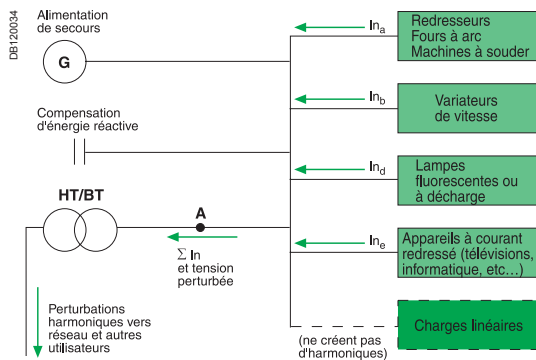 DB120034
Alimentation
de secours
G
Compensation
d'énergie réactive
HT/BT
A
Σ In
et tension
perturbée
Perturbations
harmoniques vers
réseau et autres
utilisateurs
Ina
Redresseurs
Fours à arc
Machines à souder
Inb
Variateurs
de vitesse
Ind
Lampes
fluorescentes ou
à décharge
Ine
Appareils à courant
redressé (télévisions,
informatique, etc…)
(ne créent pas
d'harmoniques)
Charges linéaires